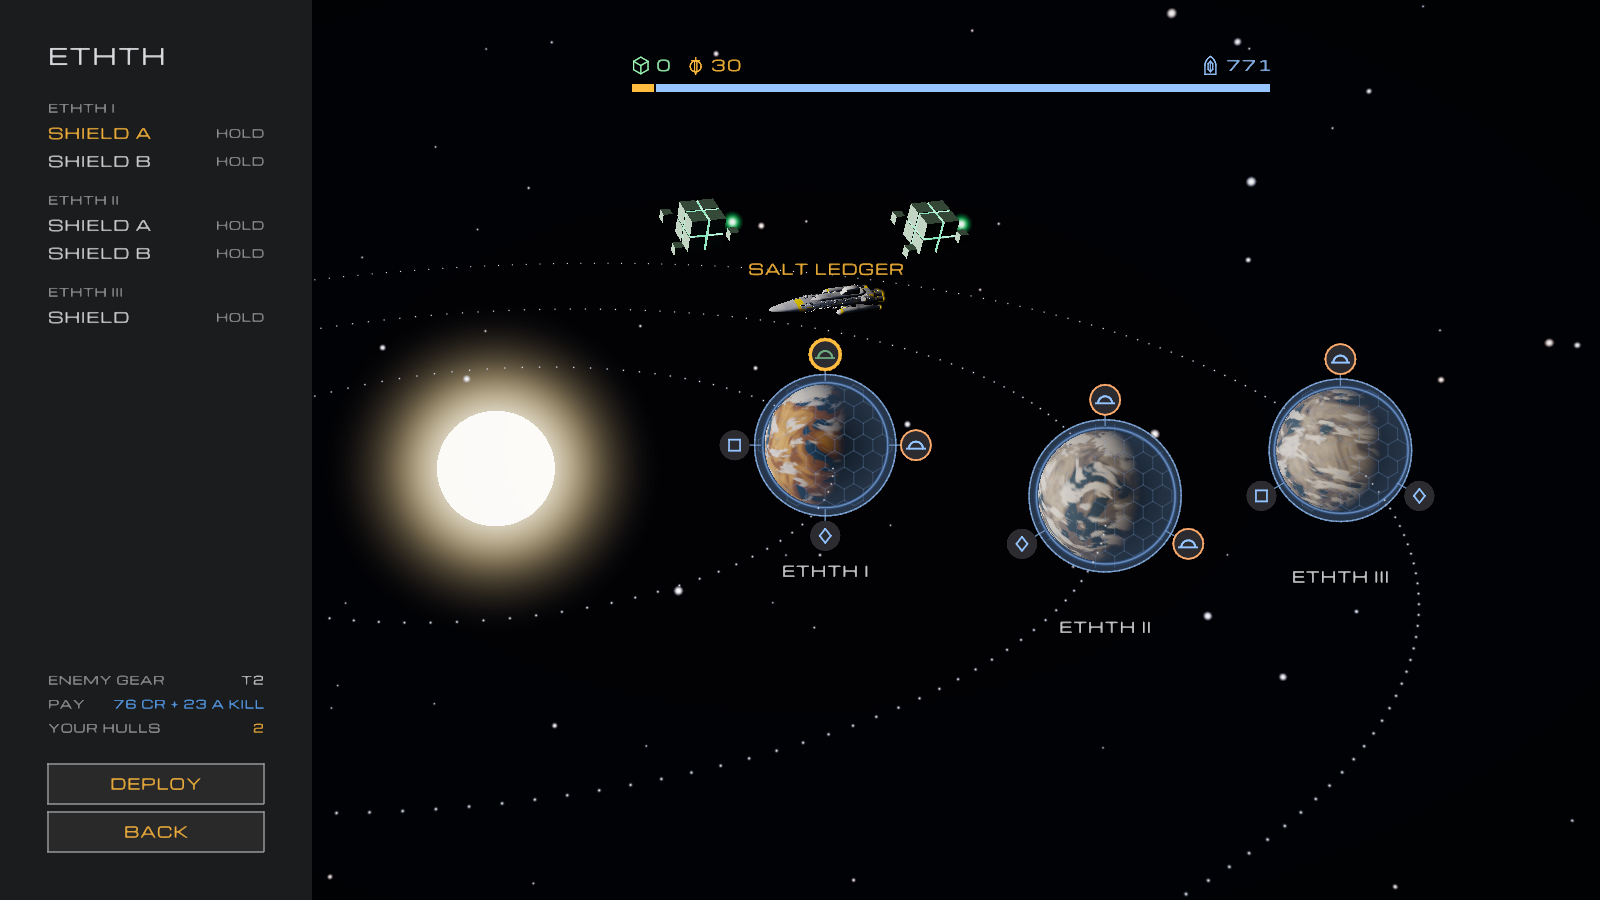 ETHTH
ETHTH I
SHIELD A HOLD
SHIELD B HOLD
ETHTH II
SHIELD A HOLD
SHIELD B HOLD
ETHTH III
SHIELD HOLD
ENEMY GEAR T2
PAY 76 CR + 23 A KILL
YOUR HULLS 2
DEPLOY
BACK
0 30 771
SALT LEDGER
ETHTH I
ETHTH II
ETHTH III